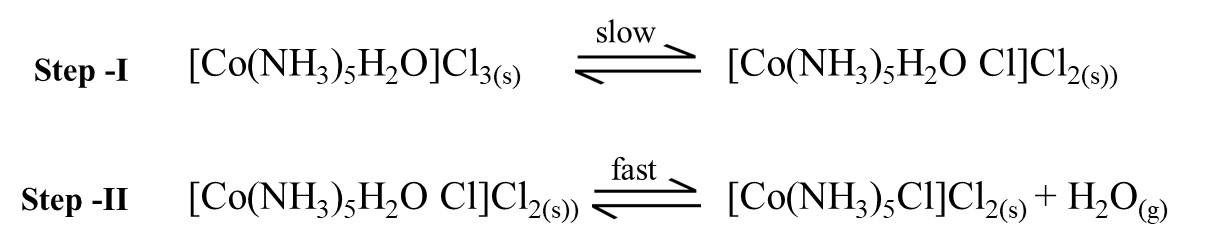 Step -I [Co(NH₃)₅H₂O]Cl₃(s) slow ⇌ [Co(NH₃)₅H₂O Cl]Cl₂(s))
Step -II [Co(NH₃)₅H₂O Cl]Cl₂(s)) fast ⇌ [Co(NH₃)₅Cl]Cl₂(s) + H₂O(g)